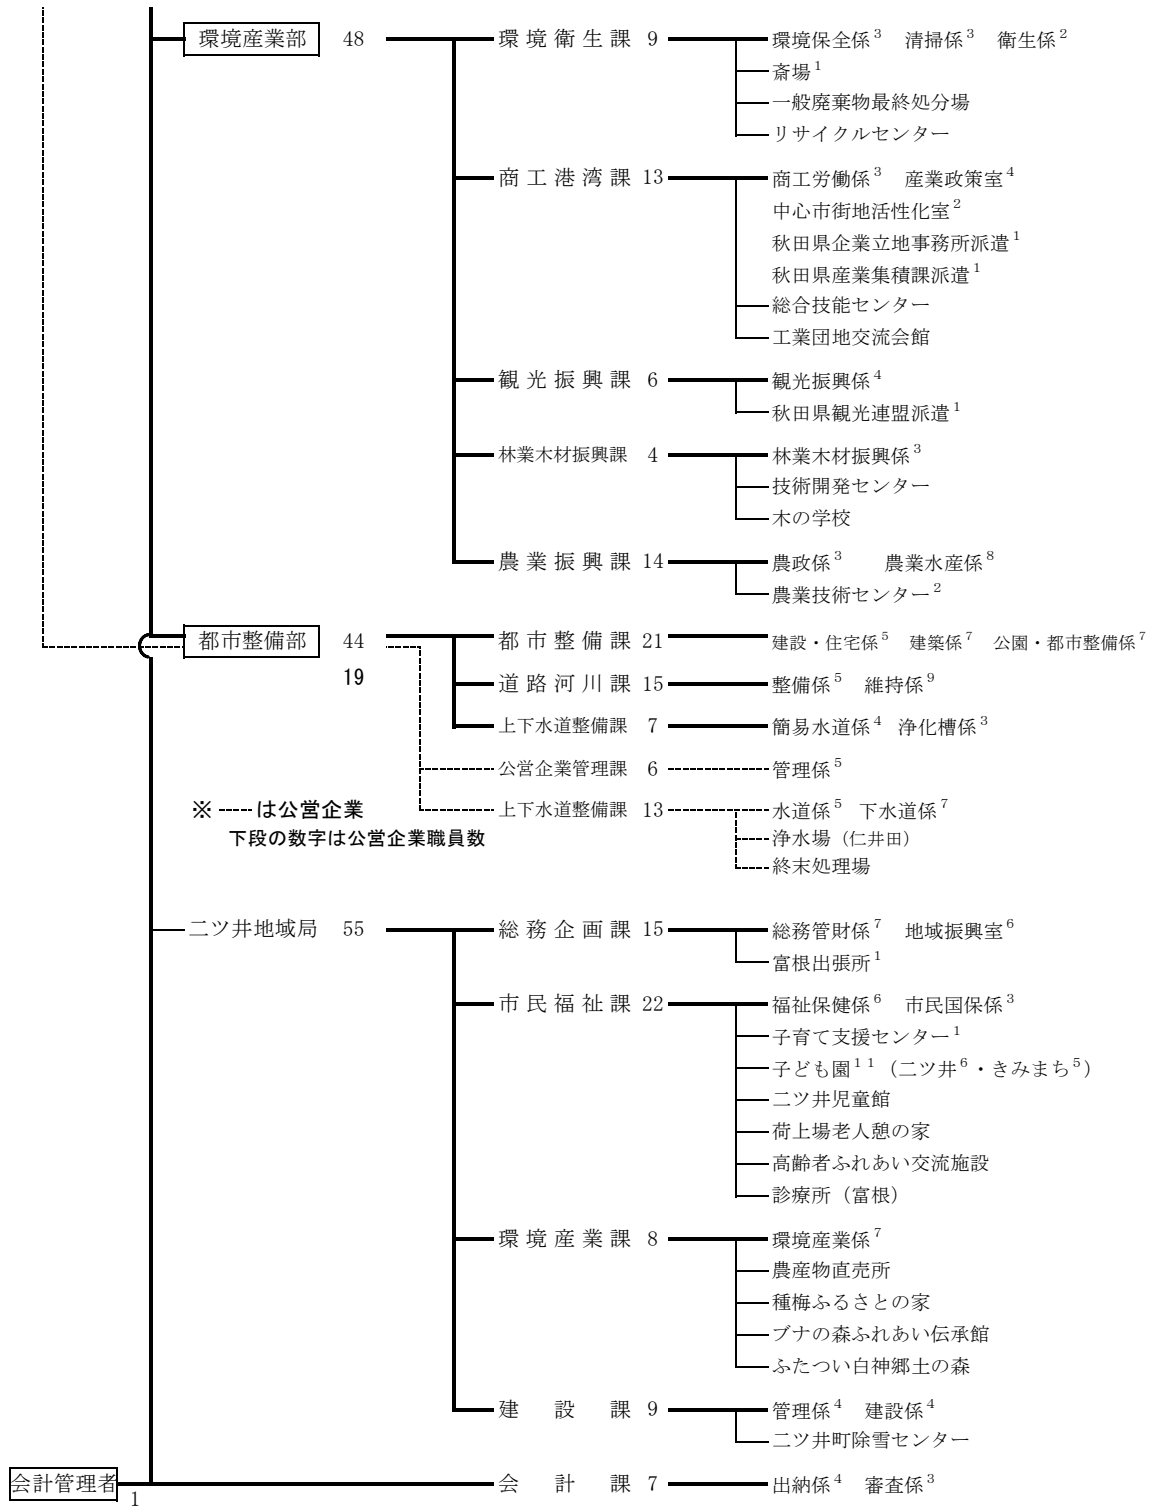 環境産業部 48 環境衛生課 9 環境保全係3 清掃係3 衛生係2
斎場1
一般廃棄物最終処分場
リサイクルセンター
商工港湾課 13 商工労働係3 産業政策室4
中心市街地活性化室2
秋田県企業立地事務所派遣1
秋田県産業集積課派遣1
総合技能センター
工業団地交流会館
観光振興課 6 観光振興係4
秋田県観光連盟派遣1
林業木材振興課 4 林業木材振興係3
技術開発センター
木の学校
農業振興課 14 農政係3 農業水産係8
農業技術センター2
都市整備部 44 都市整備課 21 建設・住宅係5 建築係7 公園・都市整備係7
19 道路河川課 15 整備係5 維持係9
上下水道整備課 7 簡易水道係4 浄化槽係3
公営企業管理課 6 管理係5
※ ----- は公営企業 上下水道整備課 13 水道係5 下水道係7
下段の数字は公営企業職員数 浄水場（仁井田）
終末処理場
二ツ井地域局 55 総務企画課 15 総務管財係7 地域振興室6
富根出張所1
市民福祉課 22 福祉保健係6 市民国保係3
子育て支援センター1
子ども園11（二ツ井6・きみまち5）
二ツ井児童館
荷上場老人憩の家
高齢者ふれあい交流施設
診療所（富根）
環境産業課 8 環境産業係7
農産物直売所
種梅ふるさとの家
ブナの森ふれあい伝承館
ふたつい白神郷土の森
建設課 9 管理係4 建設係4
二ツ井町除雪センター
会計管理者 1 会計課 7 出納係4 審査係3